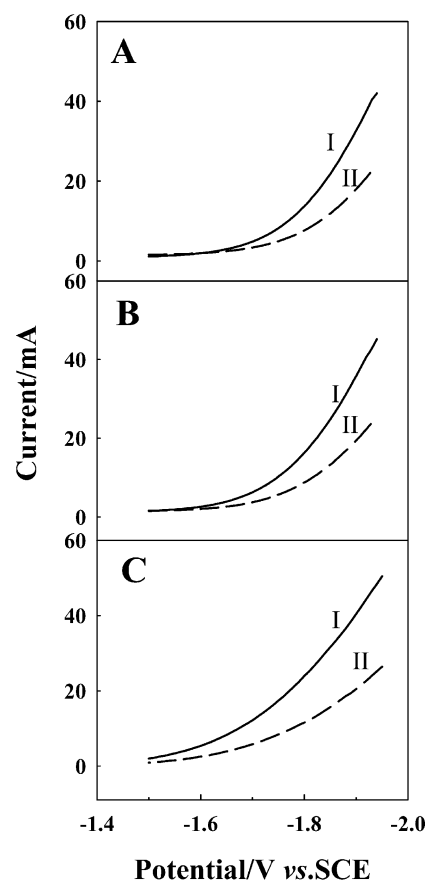 60
A
40
I
II
20
0
60
B
40
I
II
20
0
60
C
40
I
II
20
0
-1.4 -1.6 -1.8 -2.0
Current/mA
Potential/V vs.SCE